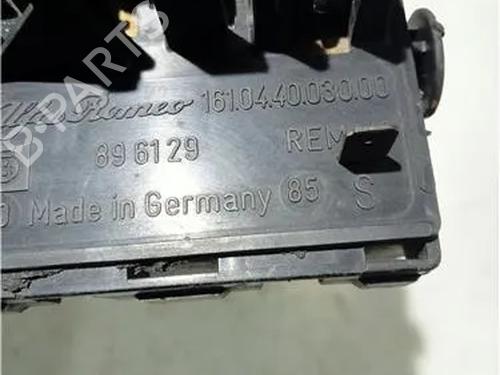 Alfa Romeo 161.04.40.030.00
896129 REM
Made in Germany 85 S
B-PARTS